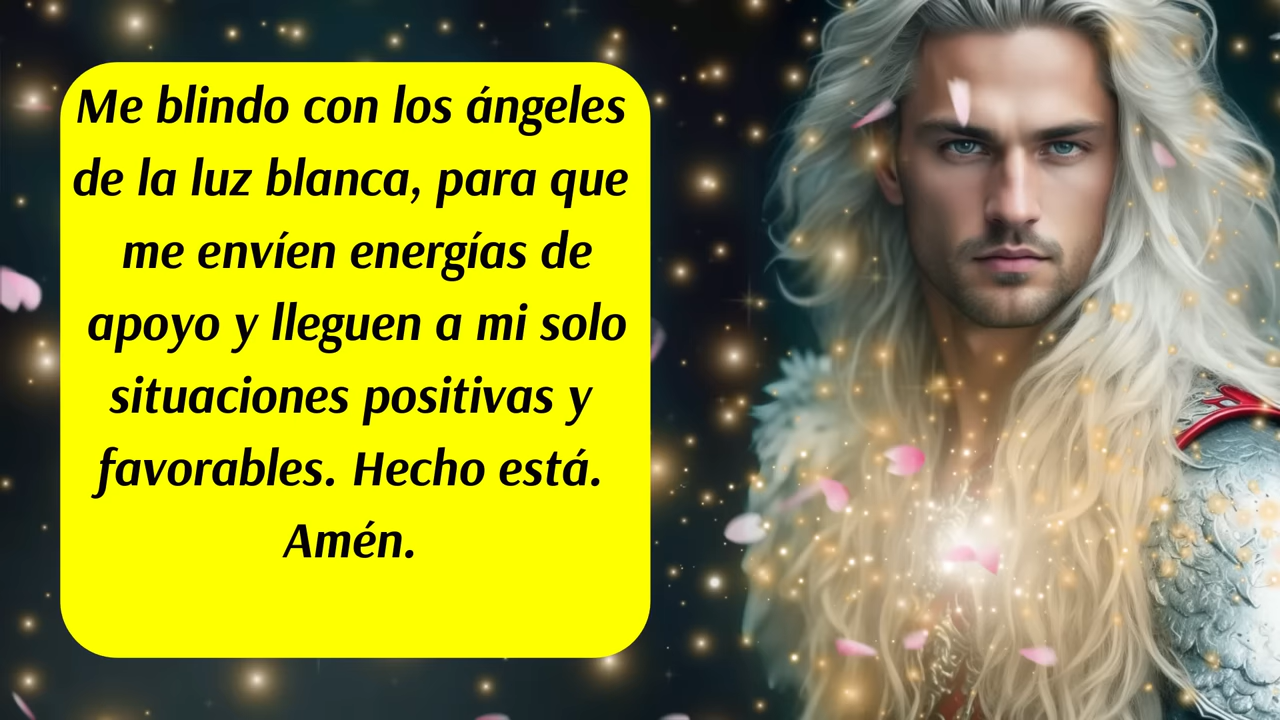 Me blindo con los ángeles
de la luz blanca, para que
me envíen energías de
apoyo y lleguen a mi solo
situaciones positivas y
favorables. Hecho está.
Amén.